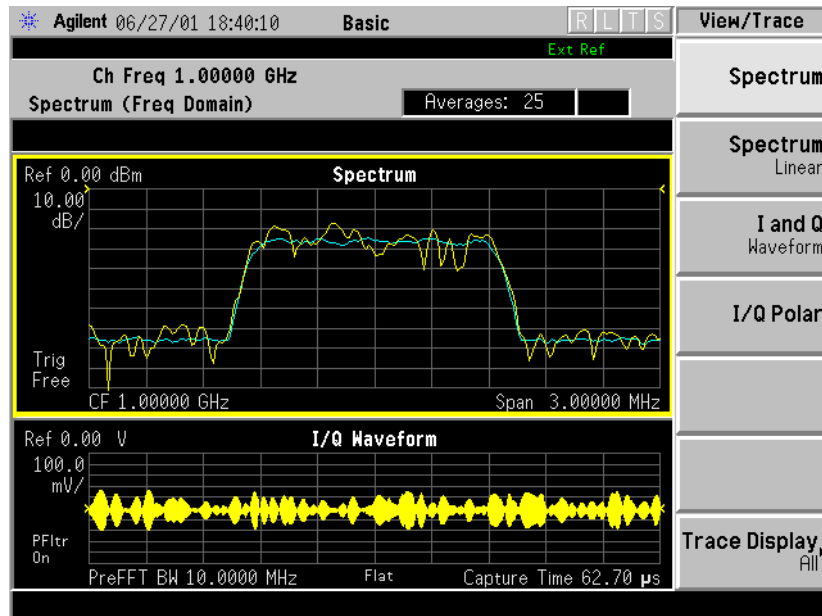 Agilent 06/27/01 18:40:10 Basic R L T S View/Trace
Ext Ref
Ch Freq 1.00000 GHz
Spectrum (Freq Domain) Averages: 25
Spectrum
Spectrum
Linear
I and Q
Waveform
I/Q Polar
Trace Display,
All
Ref 0.00 dBm Spectrum
10.00
dB/
Trig
Free
CF 1.00000 GHz Span 3.00000 MHz
Ref 0.00 V I/Q Waveform
100.0
mV/
PFltr
On
PreFFT BW 10.0000 MHz Flat Capture Time 62.70 µs